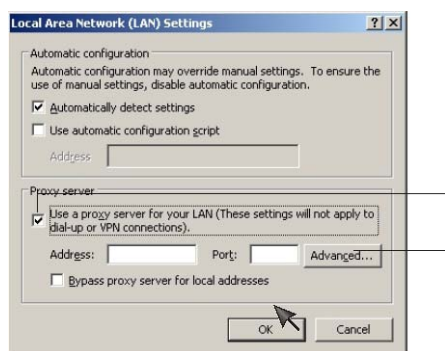 Local Area Network (LAN) Settings
Automatic configuration
Automatic configuration may override manual settings. To ensure the
use of manual settings, disable automatic configuration.
Automatically detect settings
Use automatic configuration script
Address
Proxy server
Use a proxy server for your LAN (These settings will not apply to
dial-up or VPN connections).
Address: Port: Advanced...
Bypass proxy server for local addresses
OK Cancel